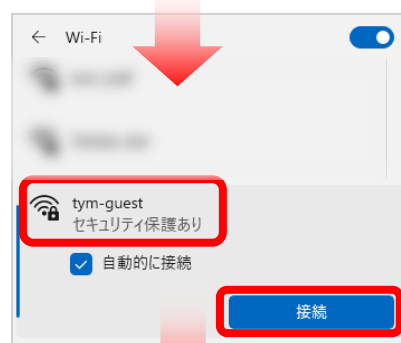 Wi-Fi
tym-guest
セキュリティ保護あり
自動的に接続
接続